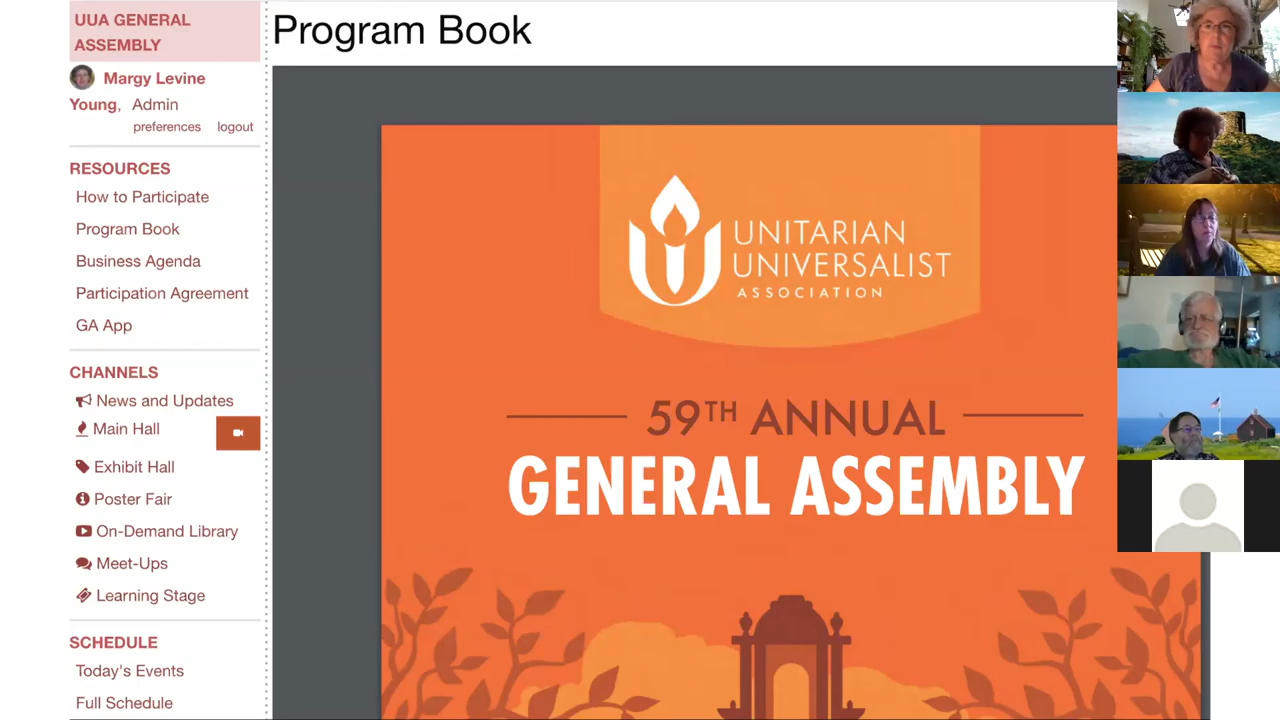 UUA GENERAL
ASSEMBLY
Margy Levine
Young, Admin
preferences logout
RESOURCES
How to Participate
Program Book
Business Agenda
Participation Agreement
GA App
CHANNELS
News and Updates
Main Hall
Exhibit Hall
Poster Fair
On-Demand Library
Meet-Ups
Learning Stage
SCHEDULE
Today's Events
Full Schedule
Program Book
UNITARIAN
UNIVERSALIST
ASSOCIATION
59TH ANNUAL
GENERAL ASSEMBLY